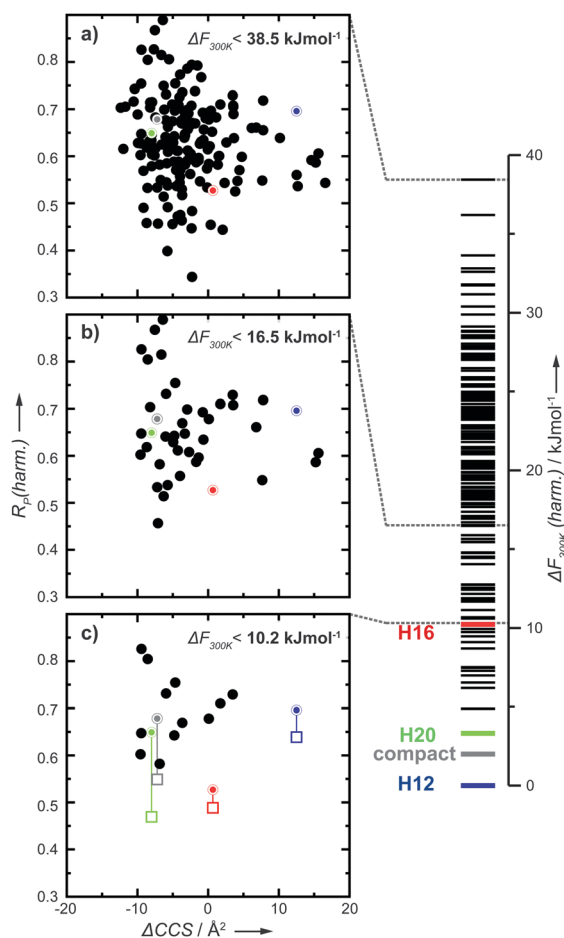 a)
ΔF300K < 38.5 kJmol-1
0.8
0.7
0.6
0.5
0.4
0.3
b)
ΔF300K < 16.5 kJmol-1
0.8
0.7
0.6
0.5
0.4
0.3
RP(harm.) →
c)
ΔF300K < 10.2 kJmol-1
0.8
0.7
0.6
0.5
0.4
0.3
-20
-10
0
10
20
ΔCCS / Å2 →
40
30
20
10
0
ΔF300K (harm.) / kJmol-1 →
H16
H20
compact
H12